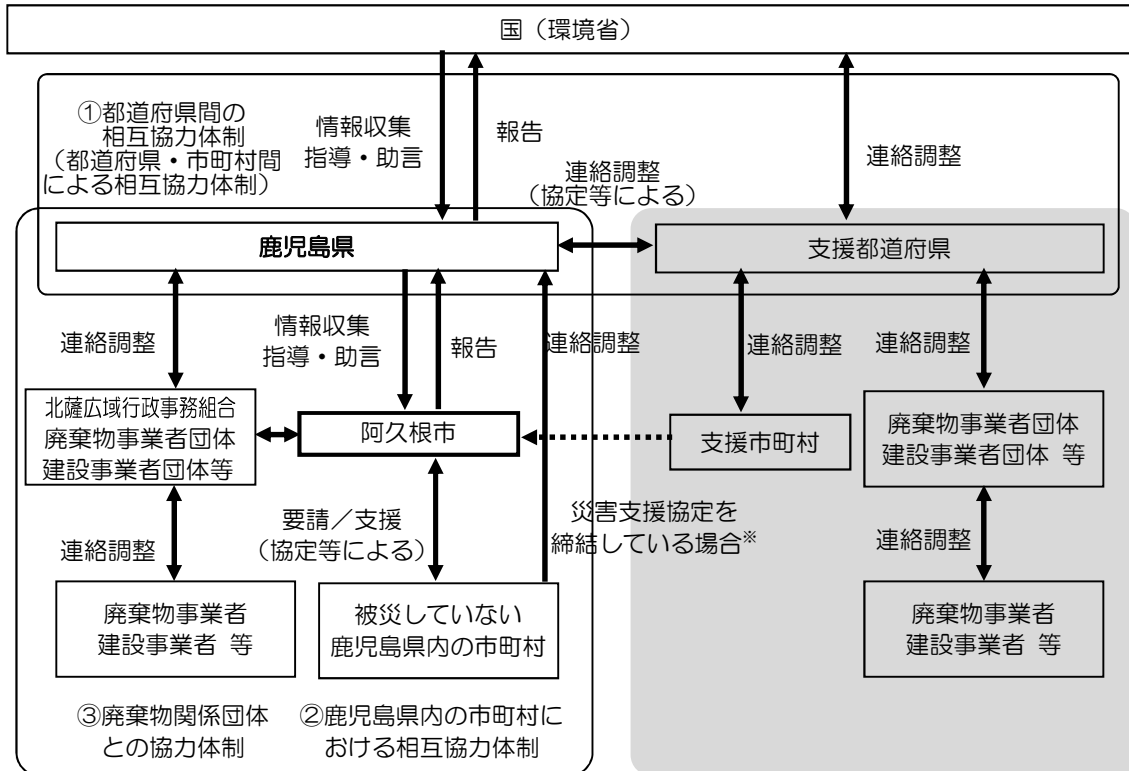 国（環境省）
①都道府県間の
相互協力体制
（都道府県・市町村間
による相互協力体制）
情報収集
指導・助言
報告
連絡調整
（協定等による）
連絡調整
鹿児島県
支援都道府県
連絡調整
情報収集
指導・助言
報告
連絡調整
連絡調整
連絡調整
北薩広域行政事務組合
廃棄物事業者団体
建設事業者団体等
阿久根市
支援市町村
廃棄物事業者団体
建設事業者団体 等
連絡調整
要請／支援
（協定等による）
災害支援協定を
締結している場合※
連絡調整
廃棄物事業者
建設事業者 等
被災していない
鹿児島県内の市町村
廃棄物事業者
建設事業者 等
③廃棄物関係団体
との協力体制
②鹿児島県内の市町村に
おける相互協力体制